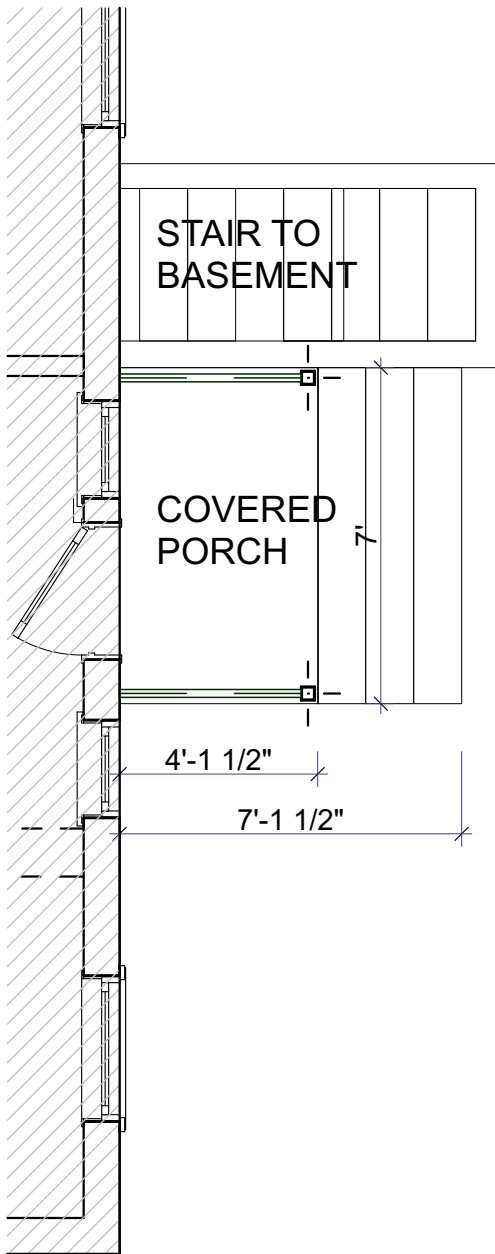 STAIR TO
BASEMENT
COVERED
PORCH
7'
4'-1 1/2"
7'-1 1/2"